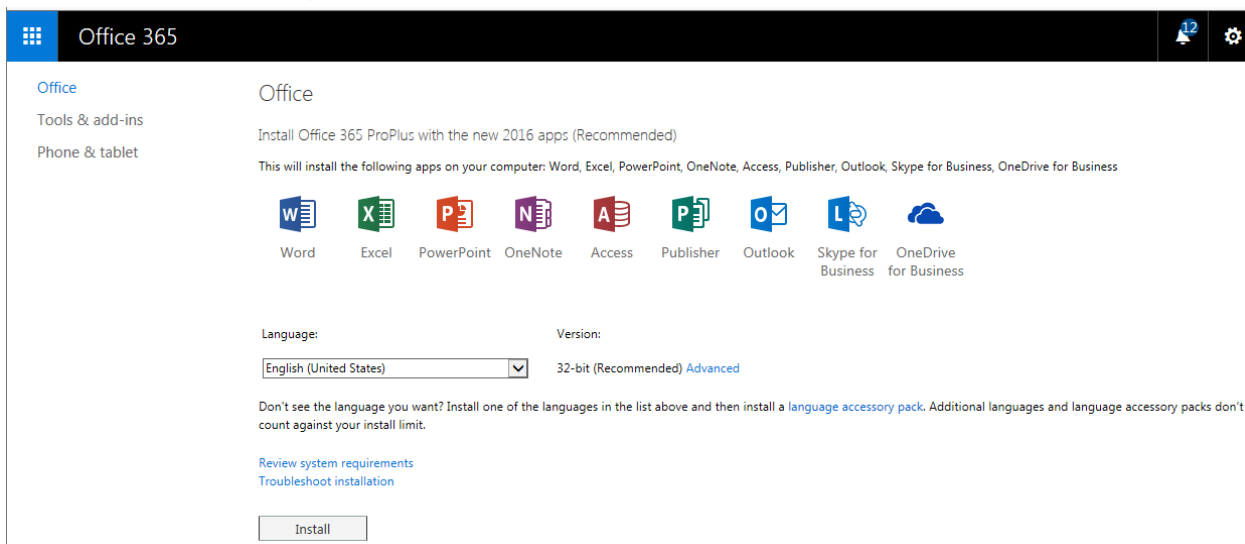 Office 365
12
Office
Tools & add-ins
Phone & tablet
Office
Install Office 365 ProPlus with the new 2016 apps (Recommended)
This will install the following apps on your computer: Word, Excel, PowerPoint, OneNote, Access, Publisher, Outlook, Skype for Business, OneDrive for Business
W X P N A P O L
Word Excel PowerPoint OneNote Access Publisher Outlook Skype for OneDrive
Business for Business
Language: Version:
English (United States) 32-bit (Recommended) Advanced
Don't see the language you want? Install one of the languages in the list above and then install a language accessory pack. Additional languages and language accessory packs don't
count against your install limit.
Review system requirements
Troubleshoot installation
Install